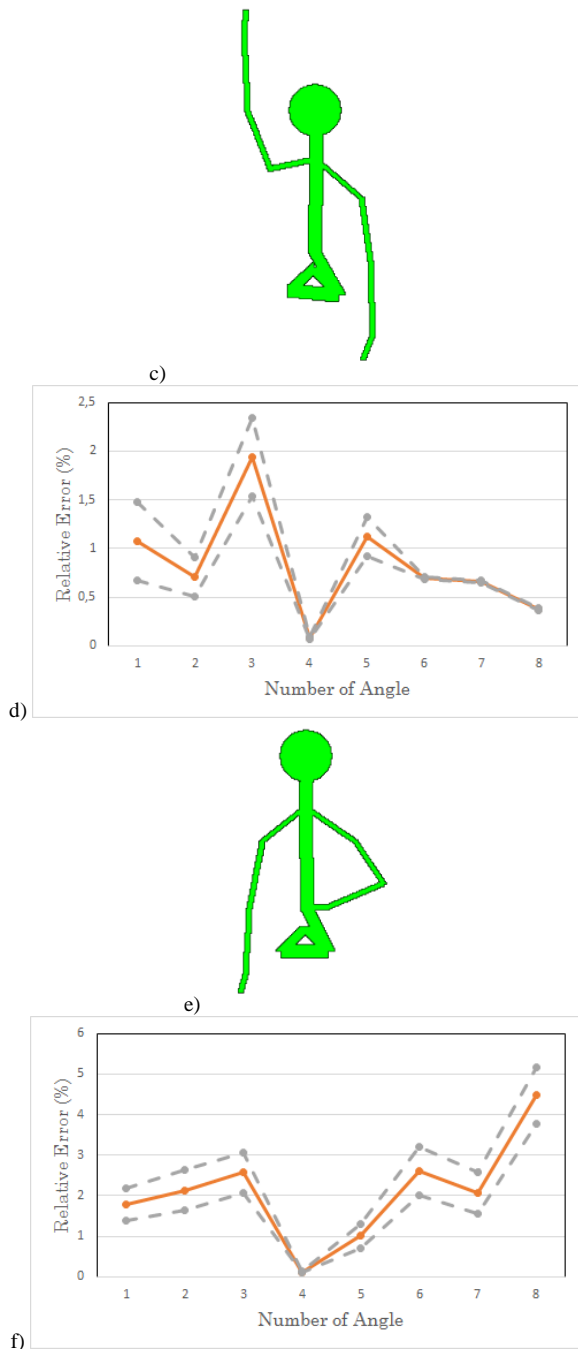 c)
2,5
2
1,5
1
0,5
0
Relative Error (%)
1 2 3 4 5 6 7 8
Number of Angle
d)
e)
6
5
4
3
2
1
0
Relative Error (%)
1 2 3 4 5 6 7 8
Number of Angle
f)